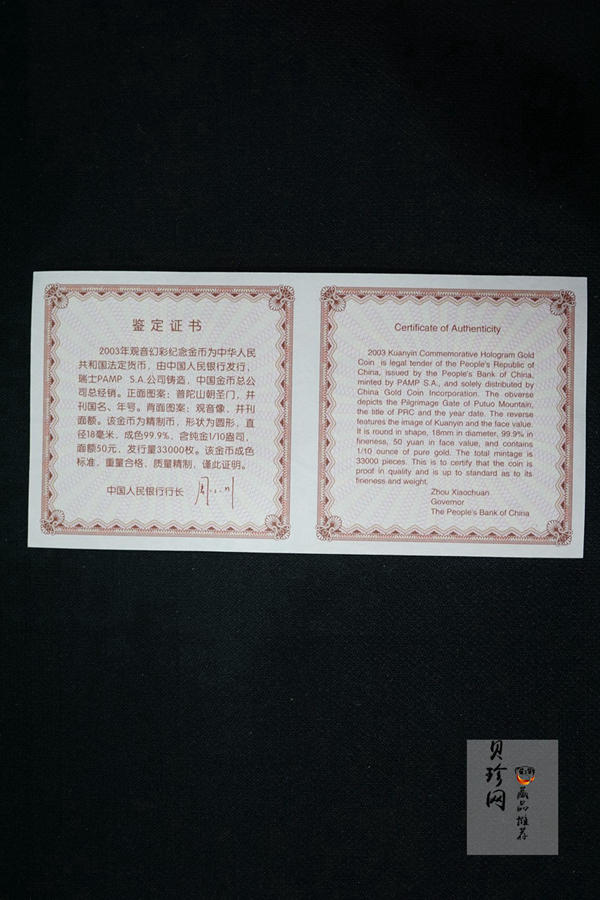 鉴定证书
2003年观音幻彩纪念金币为中华人民
共和国法定货币，由中国人民银行发行，
瑞士PAMP S.A公司铸造，中国金币总公
司总经销。正面图案：普陀山朝圣门，并
刊国名、年号。背面图案：观音像，并刊
面额。该金币为精制币，形状为圆形，直
径18毫米，成色99.9%，含纯金1/10盎司，
面额50元，发行量33000枚。该金币成色
标准，重量合格，质量精制，谨此证明。
中国人民银行行长
Certificate of Authenticity
2003 Kuanyin Commemorative Hologram Gold
Coin is legal tender of the People's Republic of
China, issued by the People's Bank of China,
minted by PAMP S.A., and solely distributed by
China Gold Coin Incorporation. The obverse
depicts the Pilgrimage Gate of Putuo Mountain,
the title of PRC and the year date. The reverse
features the image of Kuanyin and the face value.
It is round in shape, 18mm in diameter, 99.9% in
fineness, 50 yuan in face value, and contains
1/10 ounce of pure gold. The total mintage is
33000 pieces. This is to certify that the coin is
proof in quality and is up to standard as to its
fineness and weight.
Zhou Xiaochuan
Governor
The People's Bank of China
贝珍网
藏品推荐